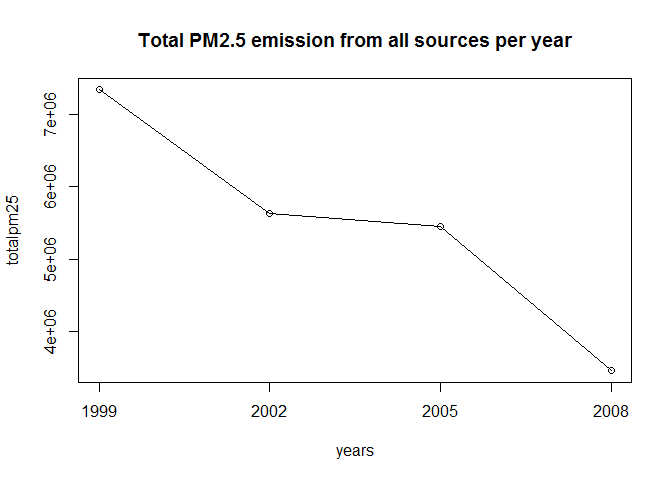 Total PM2.5 emission from all sources per year
totalpm25
7e+06
6e+06
5e+06
4e+06
1999 2002 2005 2008
years